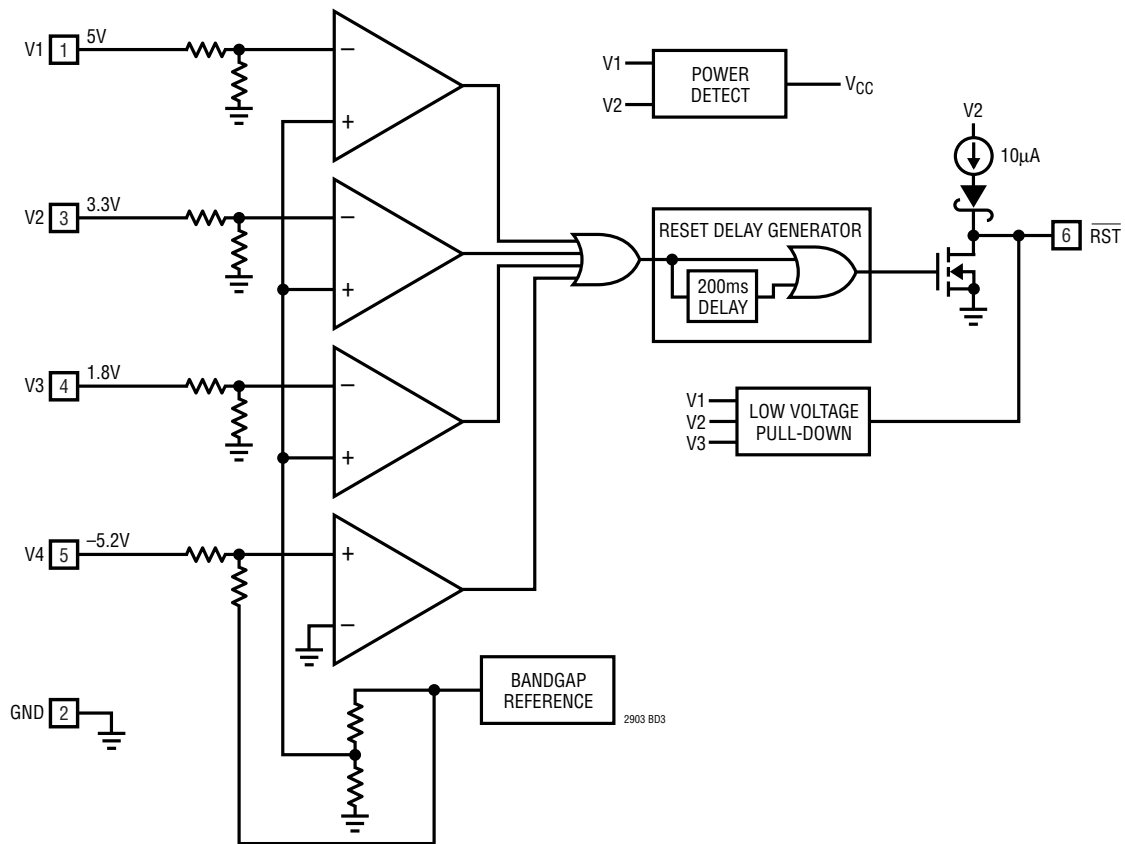 V1 1 5V
−
+
V2 3 3.3V
−
+
V3 4 1.8V
−
+
V4 5 –5.2V
+
−
GND 2
BANDGAP
REFERENCE
2903 BD3
V1
V2
POWER
DETECT
VCC
RESET DELAY GENERATOR
200ms
DELAY
V2
10µA
6 RST
V1
V2
V3
LOW VOLTAGE
PULL-DOWN